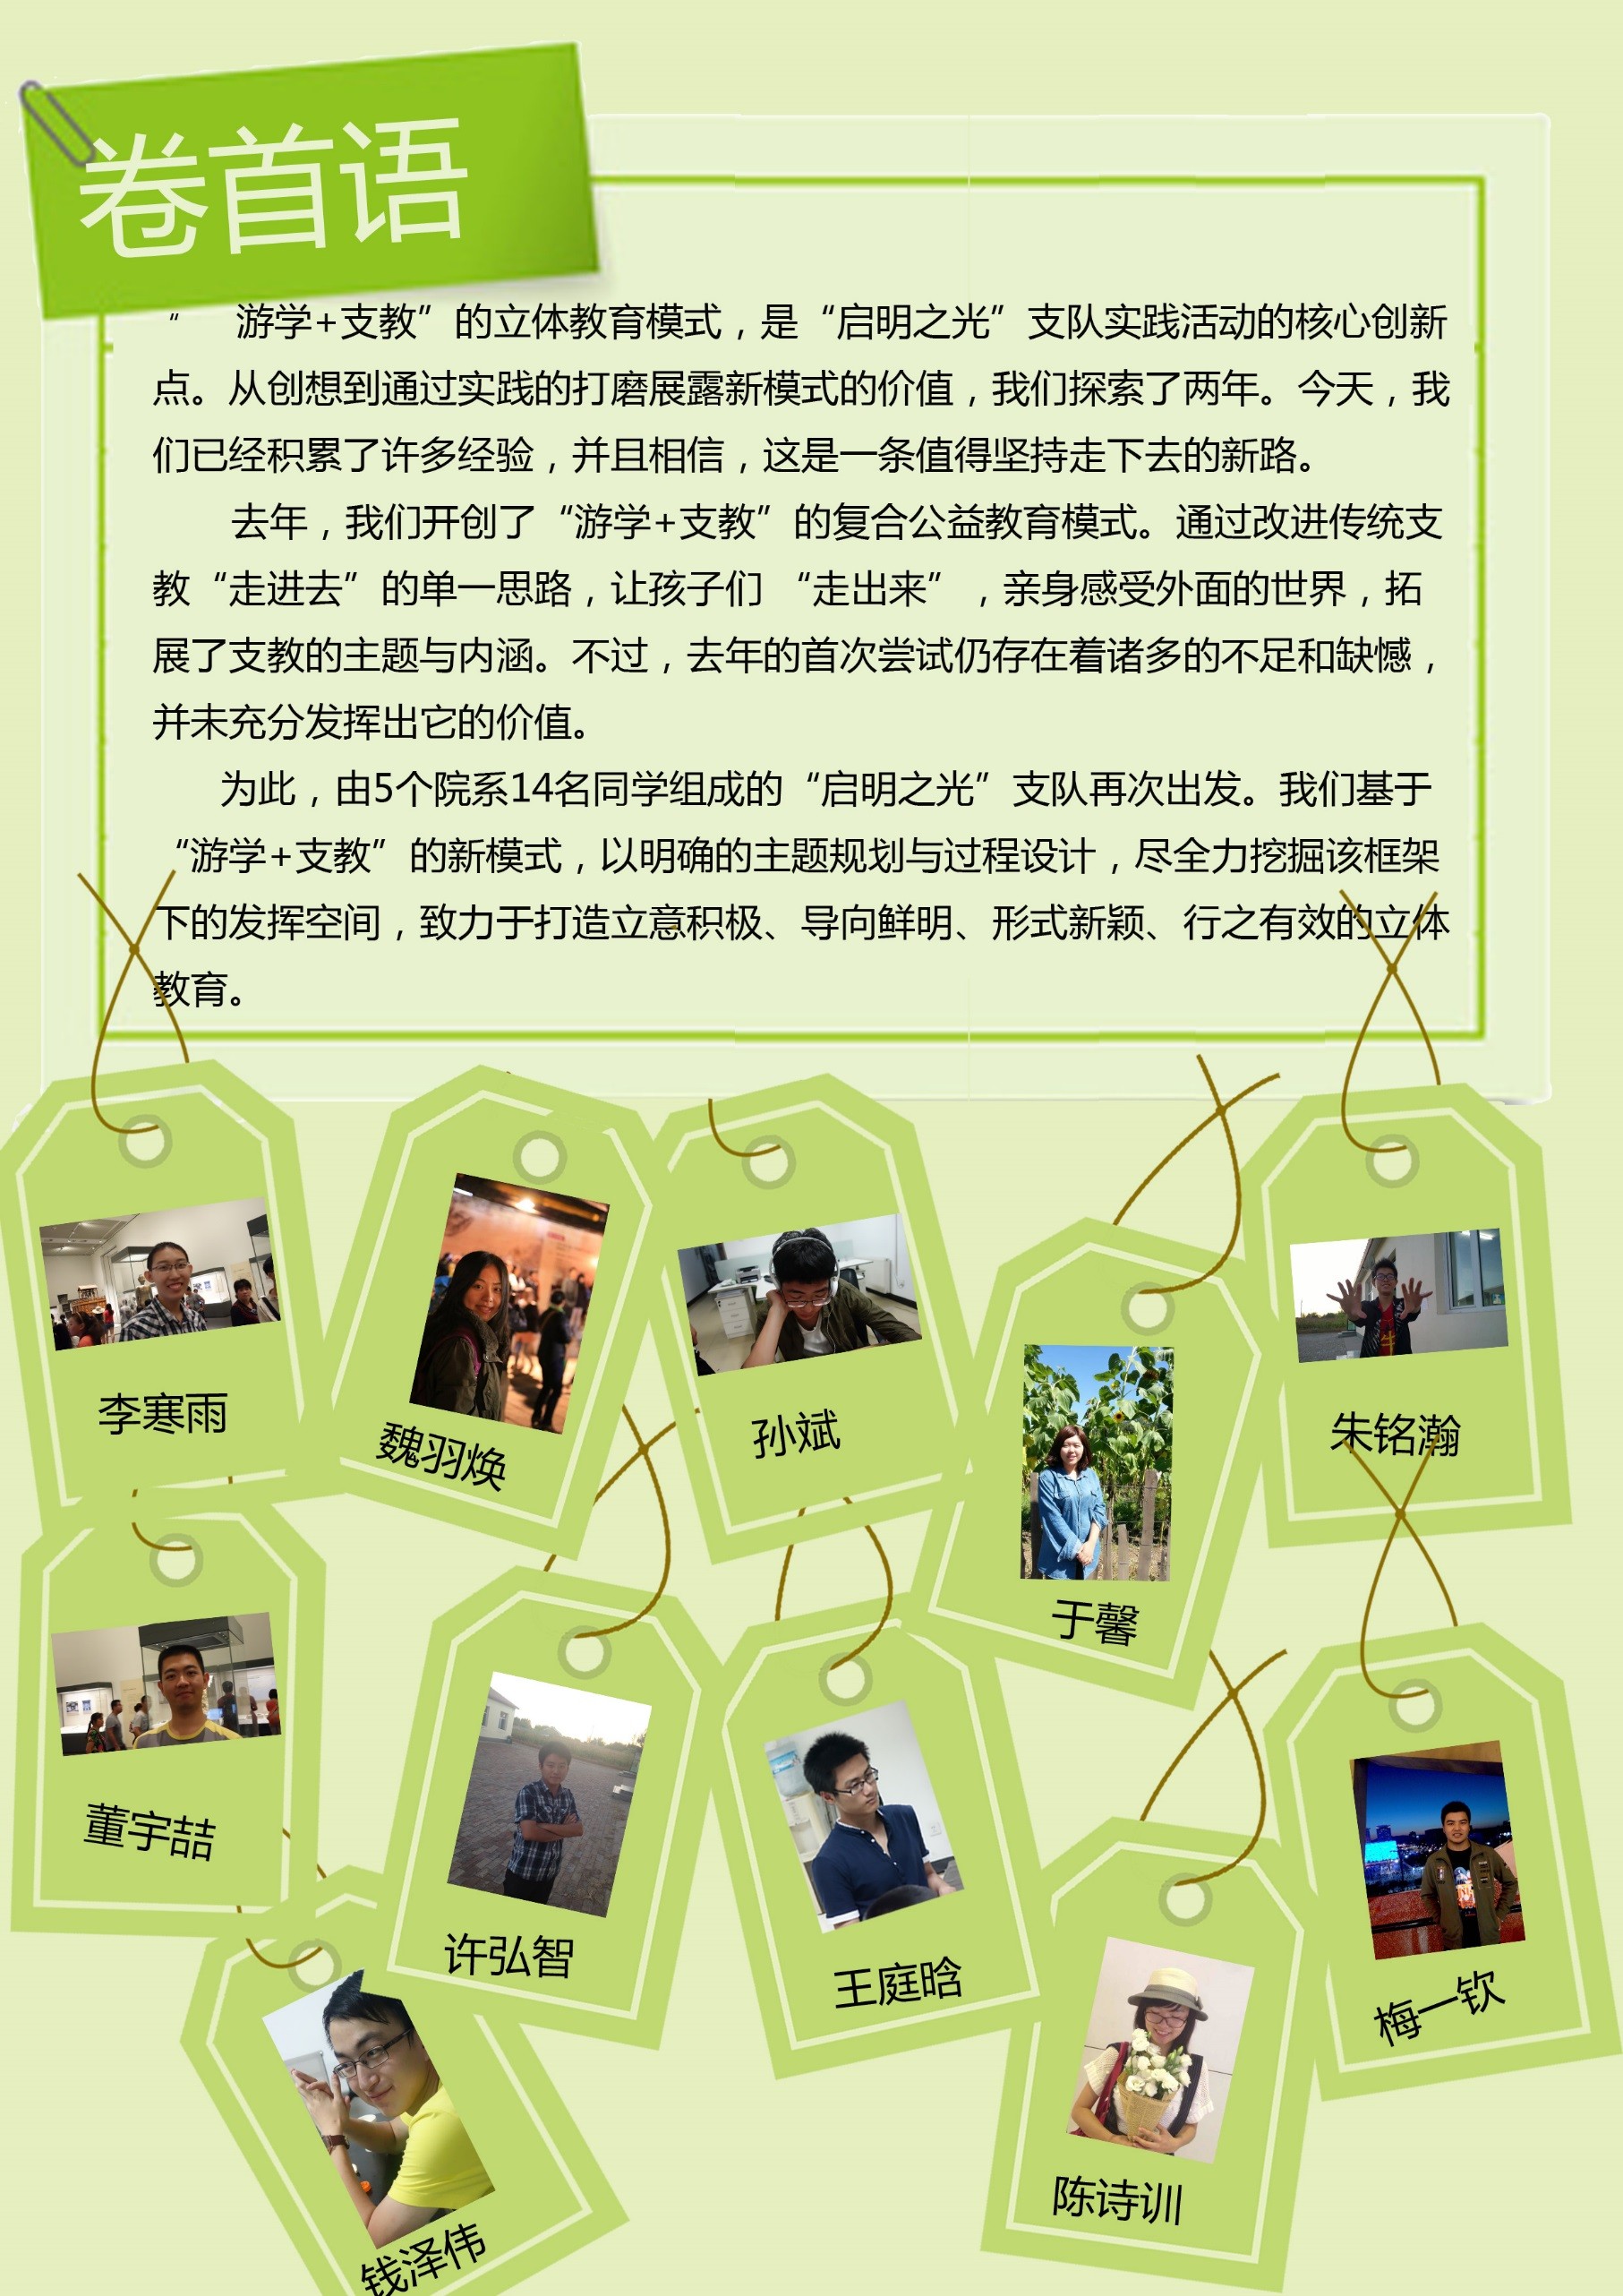 卷首语
“ 游学+支教”的立体教育模式，是“启明之光”支队实践活动的核心创新
点。从创想到通过实践的打磨展露新模式的价值，我们探索了两年。今天，我
们已经积累了许多经验，并且相信，这是一条值得坚持走下去的新路。
去年，我们开创了“游学+支教”的复合公益教育模式。通过改进传统支
教“走进去”的单一思路，让孩子们 “走出来”，亲身感受外面的世界，拓
展了支教的主题与内涵。不过，去年的首次尝试仍存在着诸多的不足和缺憾，
并未充分发挥出它的价值。
为此，由5个院系14名同学组成的“启明之光”支队再次出发。我们基于
“游学+支教”的新模式，以明确的主题规划与过程设计，尽全力挖掘该框架
下的发挥空间，致力于打造立意积极、导向鲜明、形式新颖、行之有效的立体
教育。
李寒雨
魏羽焕
孙斌
于馨
朱铭瀚
董宇喆
许弘智
王庭晗
梅一钦
钱泽伟
陈诗训